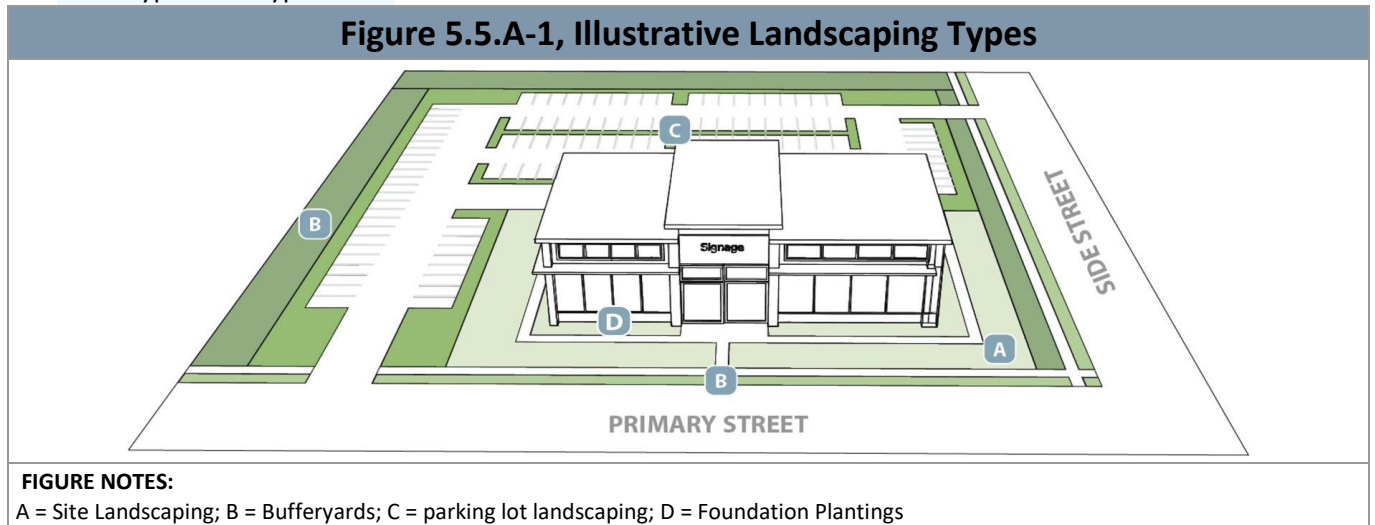 Figure 5.5.A-1, Illustrative Landscaping Types
C
B
SIDE STREET
Signage
D
A
B
PRIMARY STREET
FIGURE NOTES:
A = Site Landscaping; B = Bufferyards; C = parking lot landscaping; D = Foundation Plantings